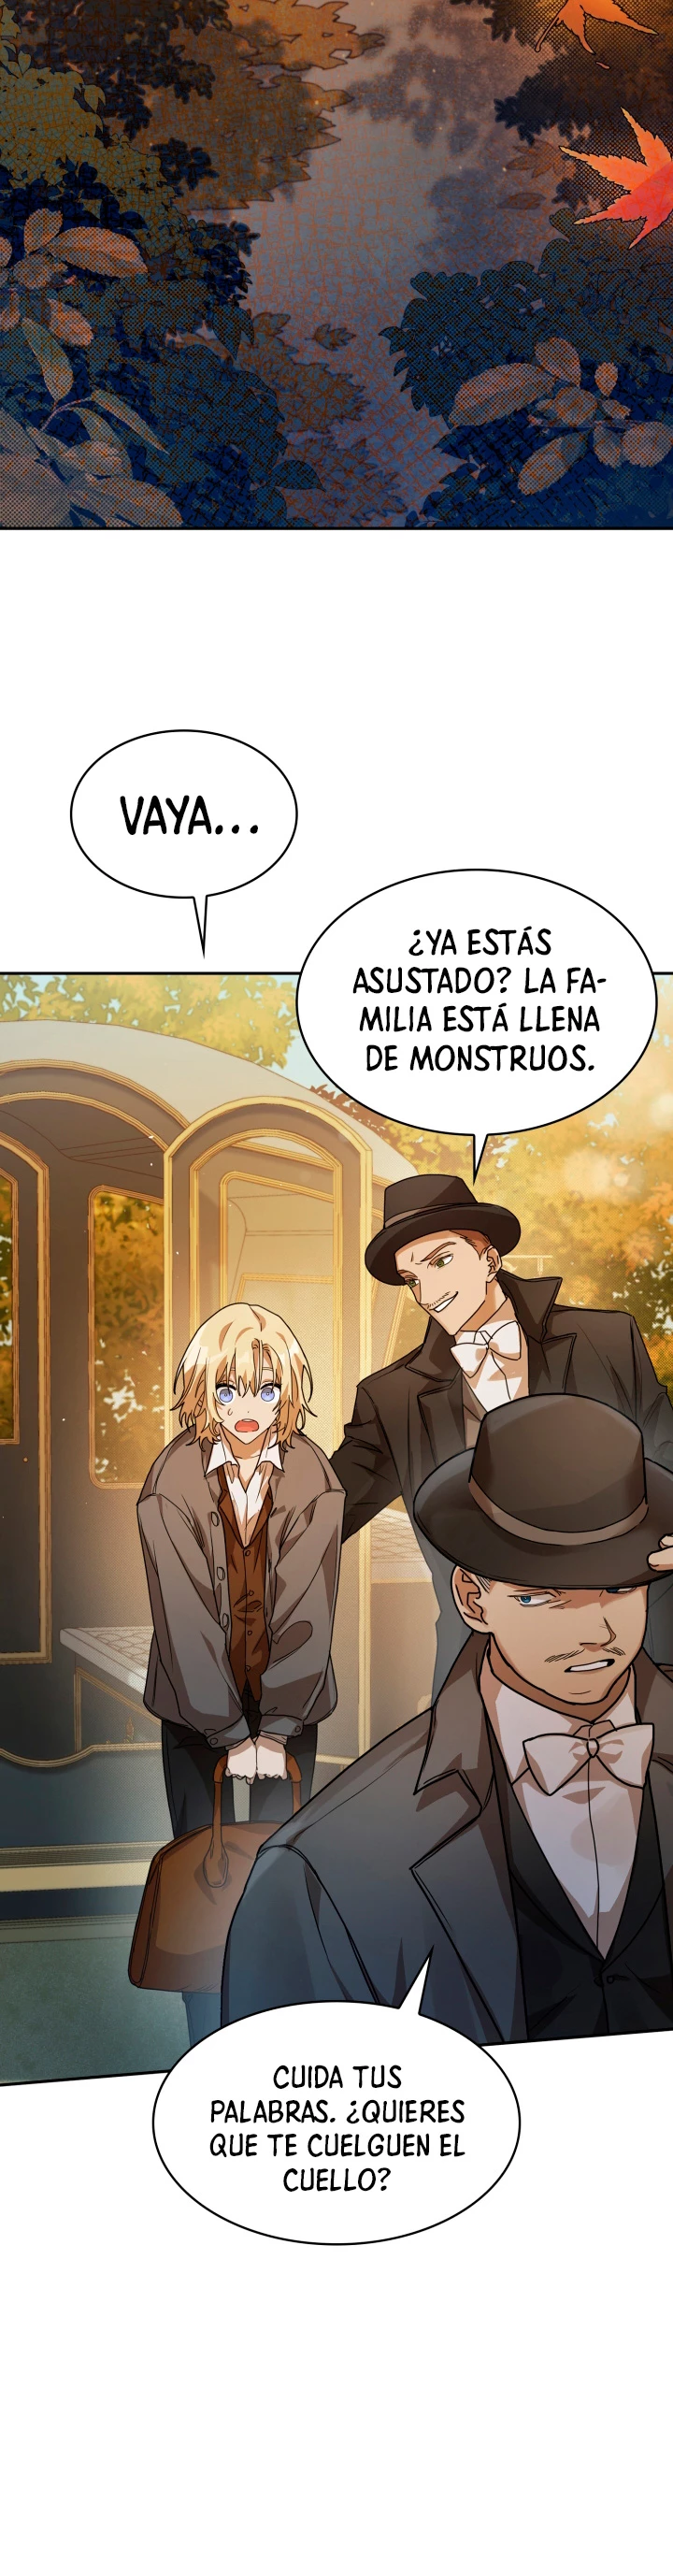 VAYA...
¿YA ESTÁS
ASUSTADO? LA FA-
MILIA ESTÁ LLENA
DE MONSTRUOS.
CUIDA TUS
PALABRAS. ¿QUIERES
QUE TE CUELGUEN EL
CUELLO?